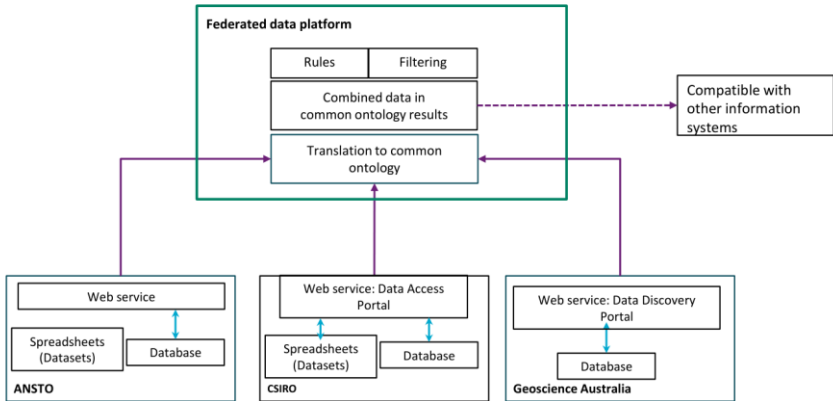 Federated data platform
Rules
Filtering
Combined data in
common ontology results
Compatible with
other information
systems
Translation to common
ontology
Web service
Spreadsheets
(Datasets)
Database
ANSTO
Web service: Data Access
Portal
Spreadsheets
(Datasets)
Database
CSIRO
Web service: Data Discovery
Portal
Database
Geoscience Australia